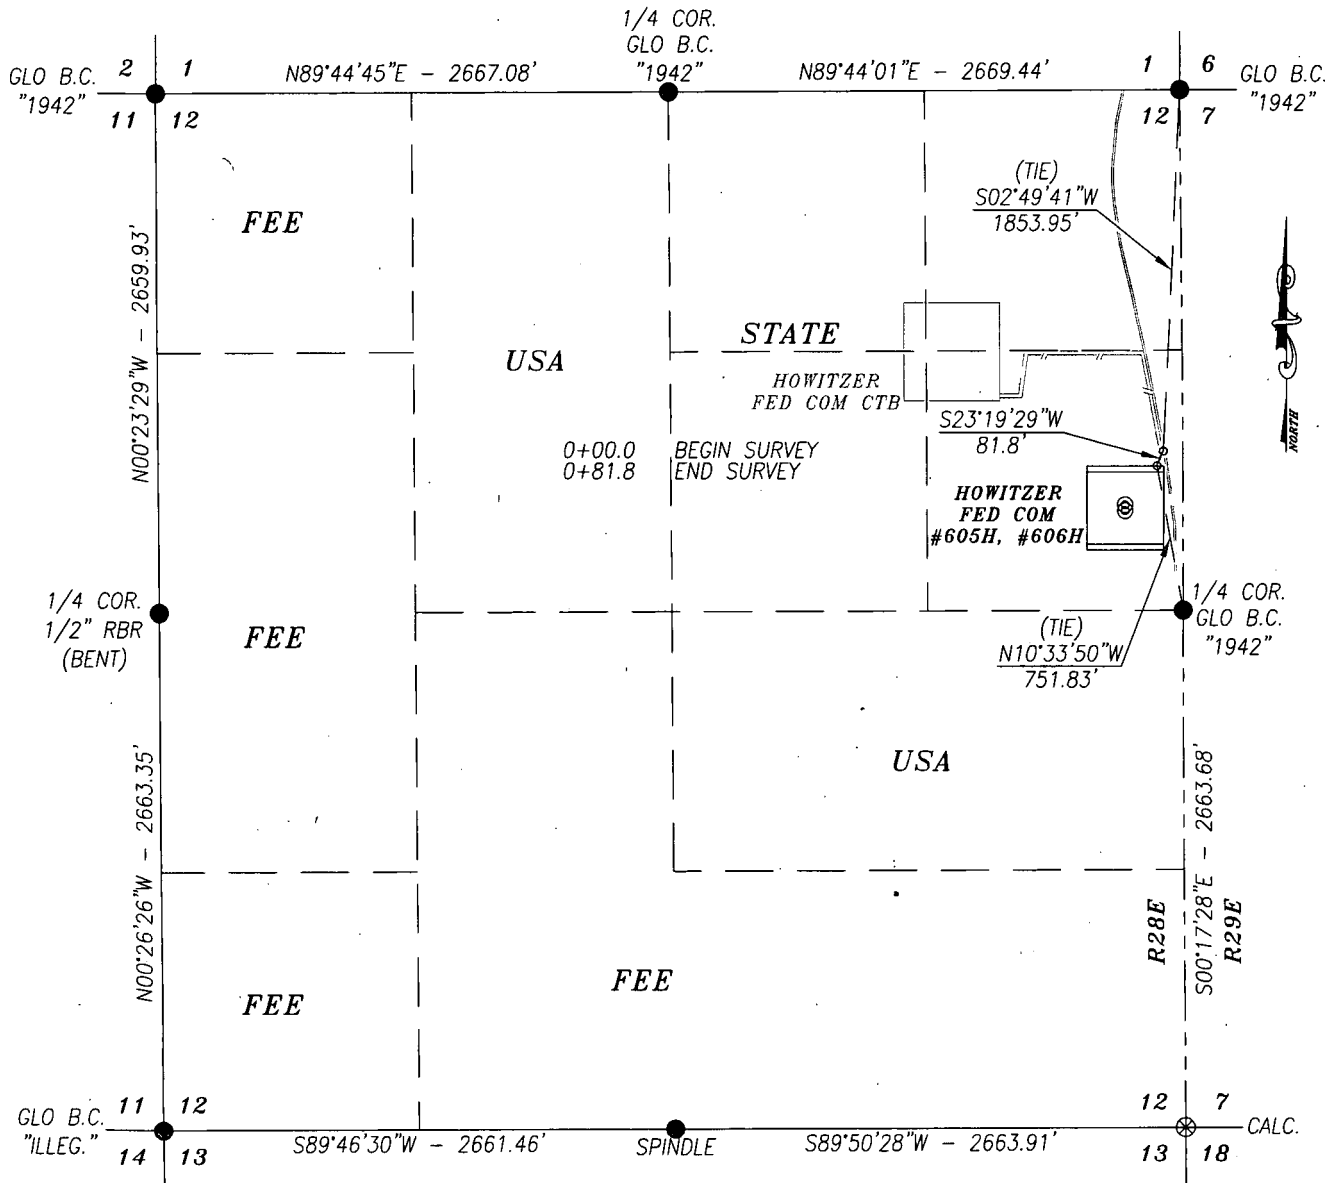 1/4 COR.
GLO B.C.
"1942"
GLO B.C.
"1942"
2 1
11 12
N89°44'45"E - 2667.08'
N89°44'01"E - 2669.44'
1 6
12 7
GLO B.C.
"1942"
(TIE)
S02°49'41"W
1853.95'
FEE
N00°23'29"W - 2659.93'
USA
STATE
HOWITZER
FED COM CTB
S23°19'29"W
81.8'
0+00.0 BEGIN SURVEY
0+81.8 END SURVEY
HOWITZER
FED COM
#605H, #606H
NORTH
1/4 COR.
1/2" RBR
(BENT)
FEE
1/4 COR.
GLO B.C.
"1942"
(TIE)
N10°33'50"W
751.83'
USA
N00°26'26"W - 2663.35'
S00°17'28"E - 2663.68'
R28E
R29E
FEE
FEE
GLO B.C.
"ILLEG."
11 12
14 13
S89°46'30"W - 2661.46'
SPINDLE
S89°50'28"W - 2663.91'
12 7
13 18
CALC.